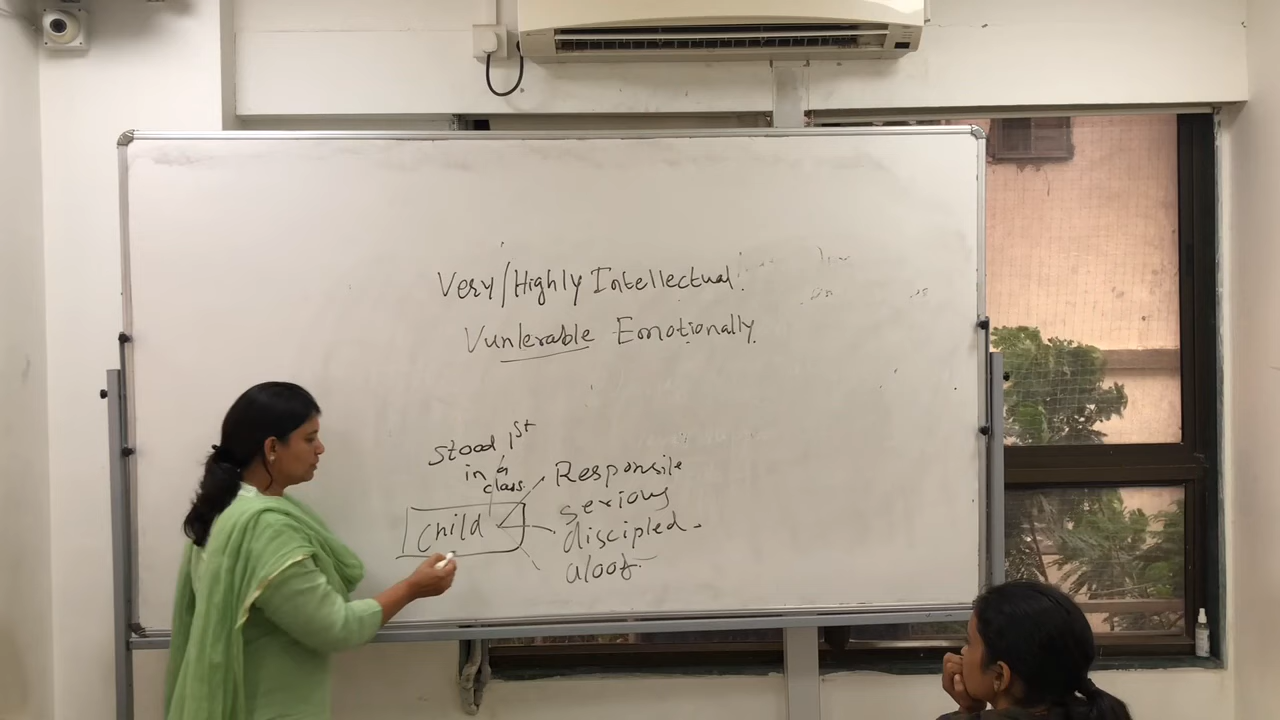 Very/Highly Intellectual.
Vunlerable Emotionally.
Stood 1st
in a
class.
Child
Responsile
serious
discipled
aloof